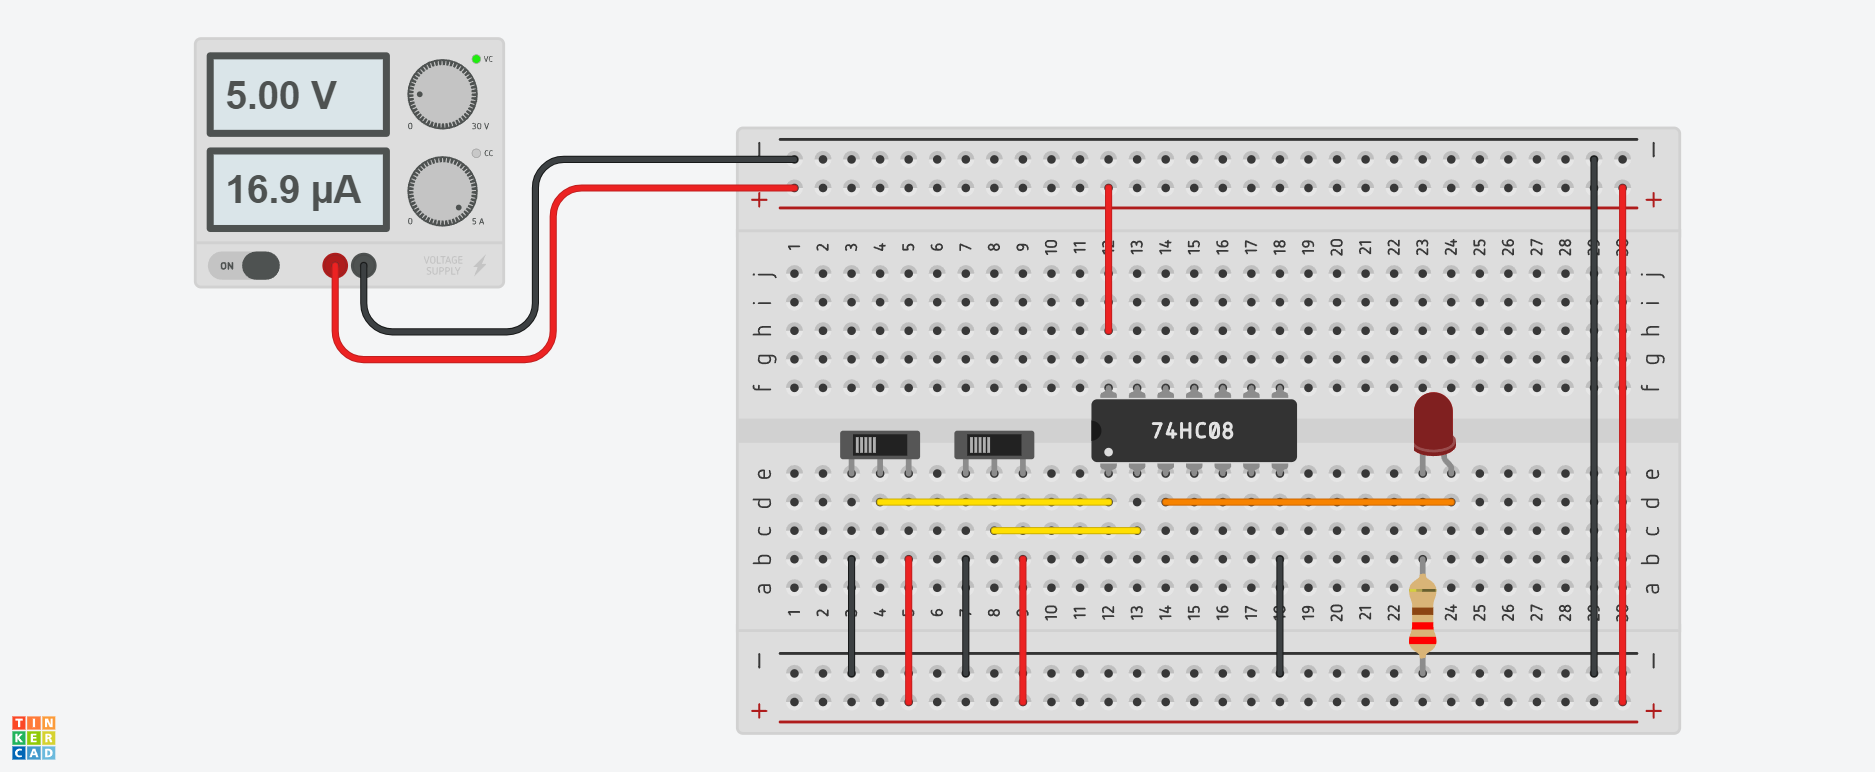 5.00 V
VC
0 30 V
16.9 µA
CC
0 5 A
ON
VOLTAGE
SUPPLY
− −
+ +
1 2 3 4 5 6 7 8 9 10 11 12 13 14 15 16 17 18 19 20 21 22 23 24 25 26 27 28 29 30
j j
i i
h h
g g
f f
74HC08
e e
d d
c c
b b
a a
1 2 3 4 5 6 7 8 9 10 11 12 13 14 15 16 17 18 19 20 21 22 23 24 25 26 27 28 29 30
− −
+ +
TIN
KER
CAD